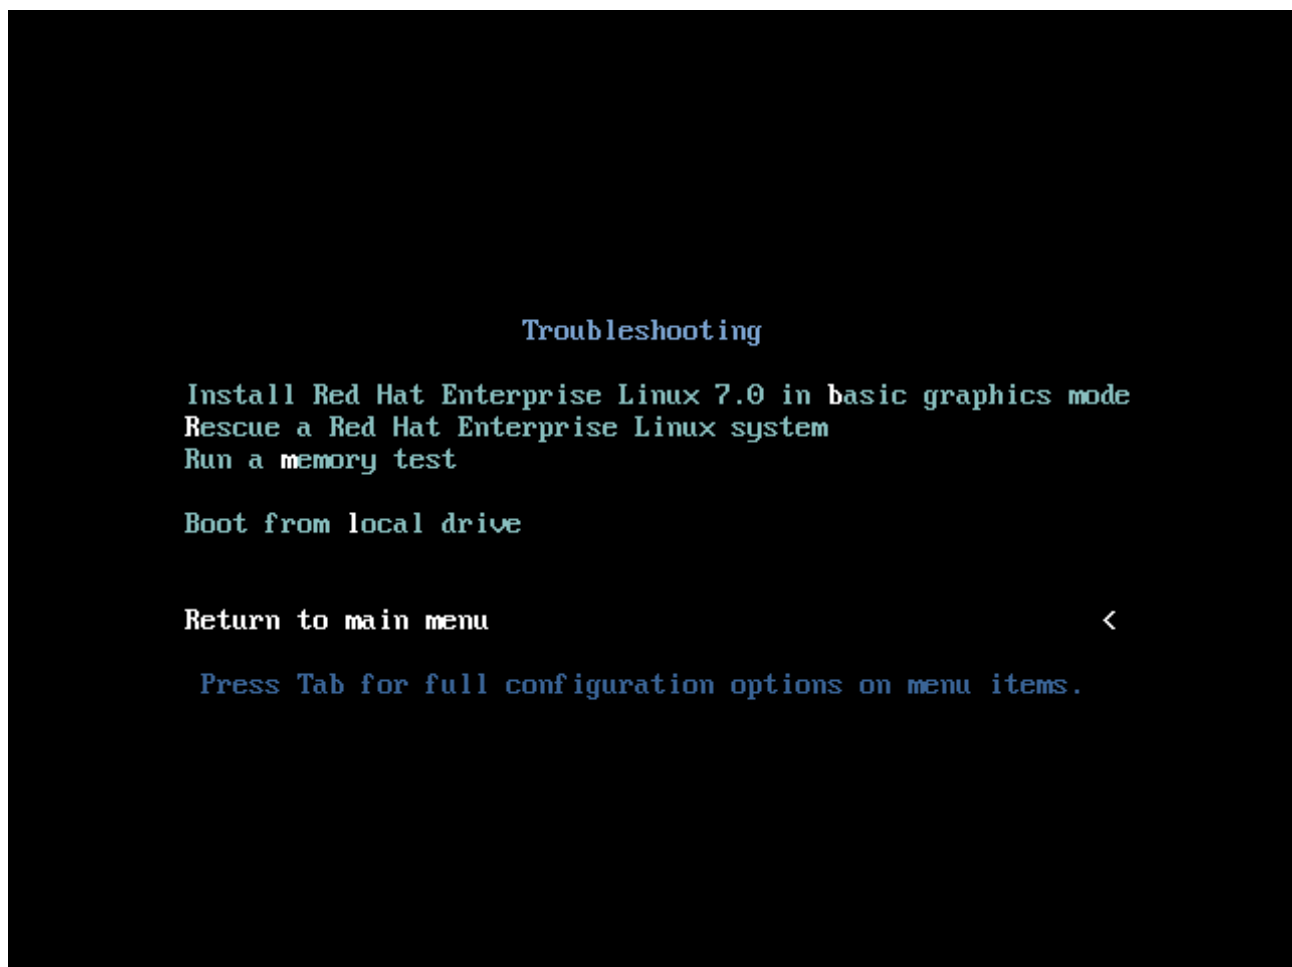 Troubleshooting
Install Red Hat Enterprise Linux 7.0 in basic graphics mode
Rescue a Red Hat Enterprise Linux system
Run a memory test
Boot from local drive
Return to main menu <
Press Tab for full configuration options on menu items.